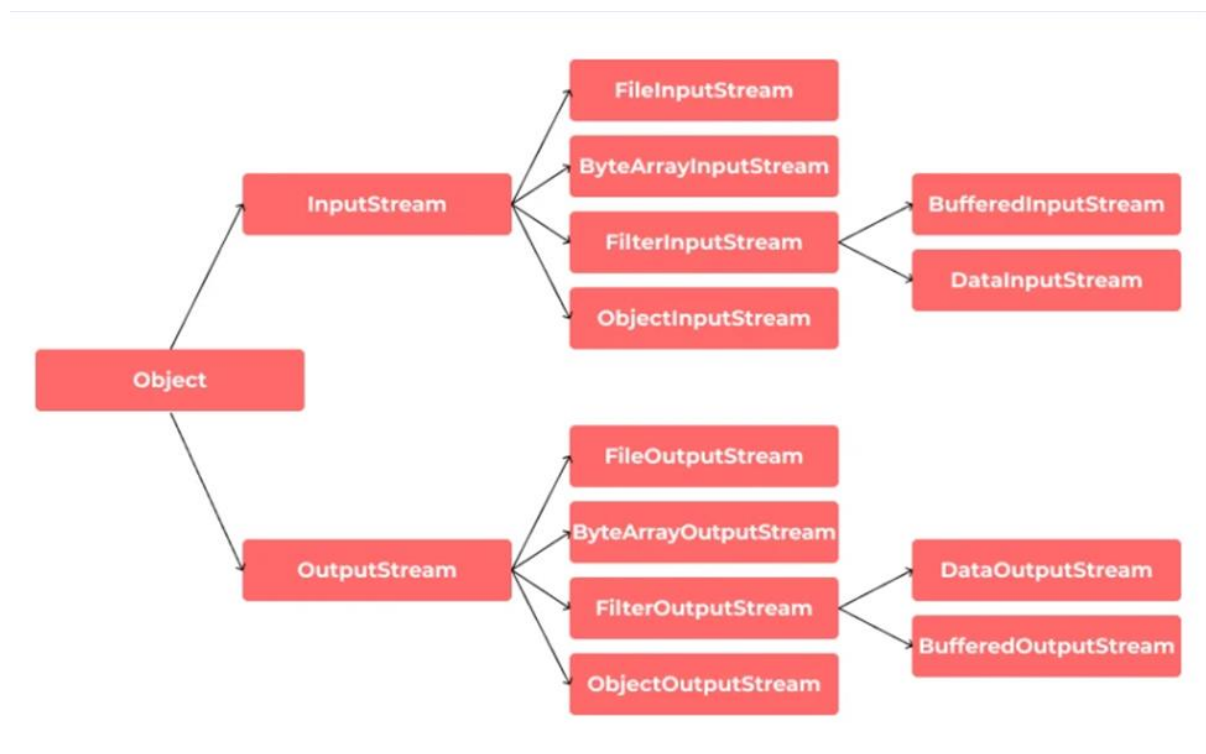 FileInputStream
ByteArrayInputStream
InputStream
BufferedInputStream
FilterInputStream
DataInputStream
ObjectInputStream
Object
FileOutputStream
ByteArrayOutputStream
OutputStream
DataOutputStream
FilterOutputStream
BufferedOutputStream
ObjectOutputStream